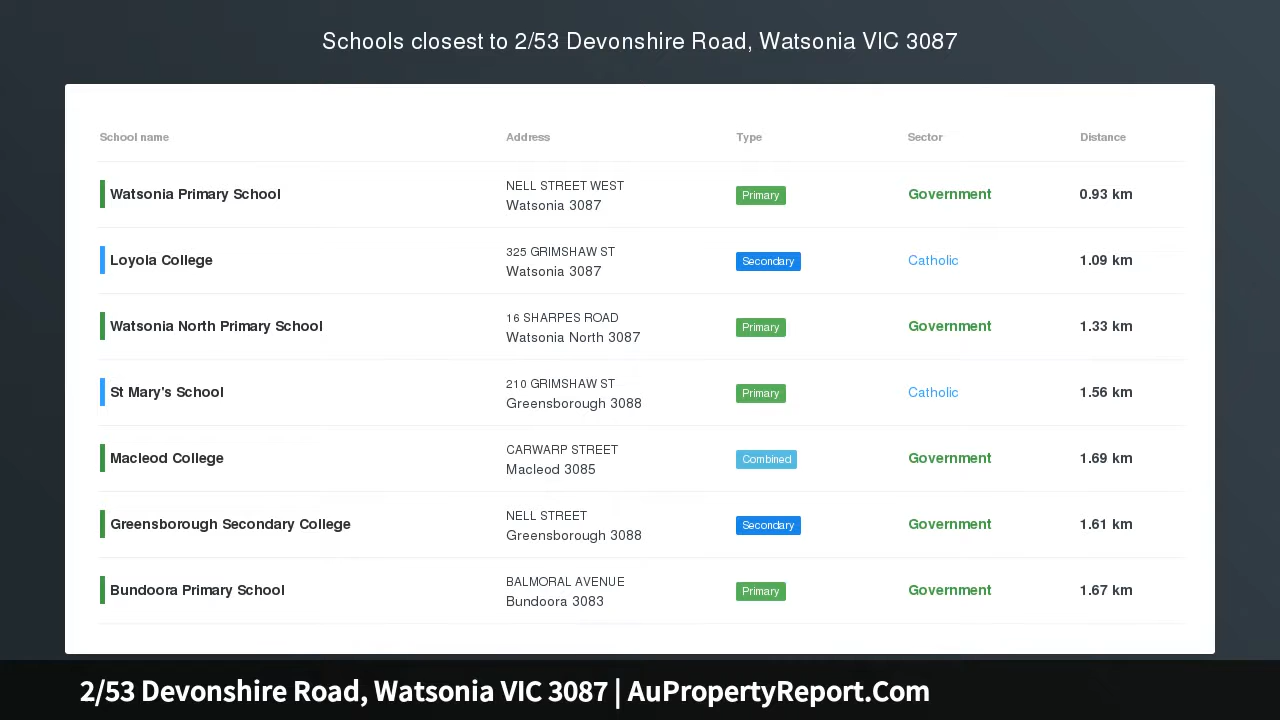 Schools closest to 2/53 Devonshire Road, Watsonia VIC 3087
School name Address Type Sector Distance
Watsonia Primary School NELL STREET WEST Watsonia 3087 Primary Government 0.93 km
Loyola College 325 GRIMSHAW ST Watsonia 3087 Secondary Catholic 1.09 km
Watsonia North Primary School 16 SHARPES ROAD Watsonia North 3087 Primary Government 1.33 km
St Mary's School 210 GRIMSHAW ST Greensborough 3088 Primary Catholic 1.56 km
Macleod College CARWARP STREET Macleod 3085 Combined Government 1.69 km
Greensborough Secondary College NELL STREET Greensborough 3088 Secondary Government 1.61 km
Bundoora Primary School BALMORAL AVENUE Bundoora 3083 Primary Government 1.67 km
2/53 Devonshire Road, Watsonia VIC 3087 | AuPropertyReport.Com